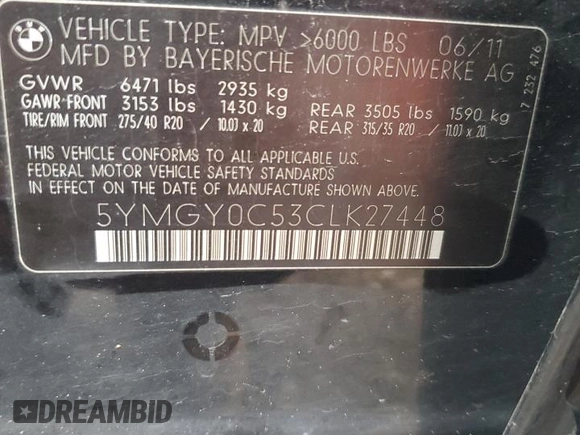 BMW
VEHICLE TYPE: MPV >6000 LBS 06/11
MFD BY BAYERISCHE MOTORENWERKE AG
GVWR 6471 lbs 2935 kg
GAWR FRONT 3153 lbs 1430 kg REAR 3505 lbs 1590 kg
TIRE/RIM FRONT 275/40 R20 / 10.0J x 20 REAR 315/35 R20 / 11.0J x 20
7 232 476
THIS VEHICLE CONFORMS TO ALL APPLICABLE U.S.
FEDERAL MOTOR VEHICLE SAFETY STANDARDS
IN EFFECT ON THE DATE OF MANUFACTURE SHOWN ABOVE.
5YMGY0C53CLK27448
DREAMBID